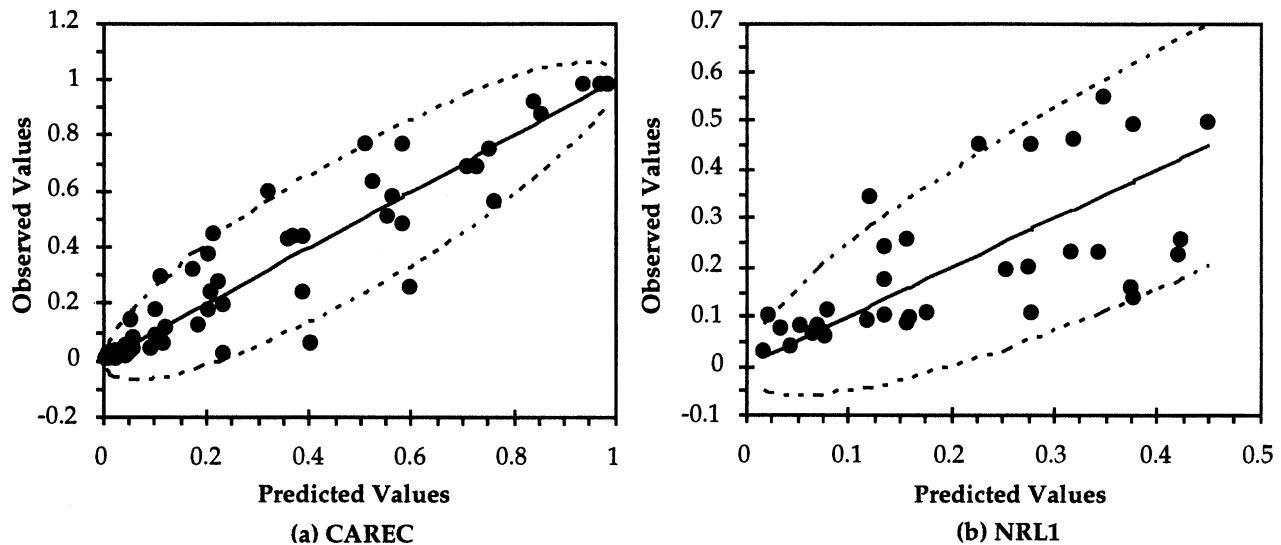 1.2
1
0.8
0.6
0.4
0.2
0
-0.2
Observed Values
0 0.2 0.4 0.6 0.8 1
Predicted Values
(a) CAREC
0.7
0.6
0.5
0.4
0.3
0.2
0.1
0
-0.1
Observed Values
0 0.1 0.2 0.3 0.4 0.5
Predicted Values
(b) NRL1